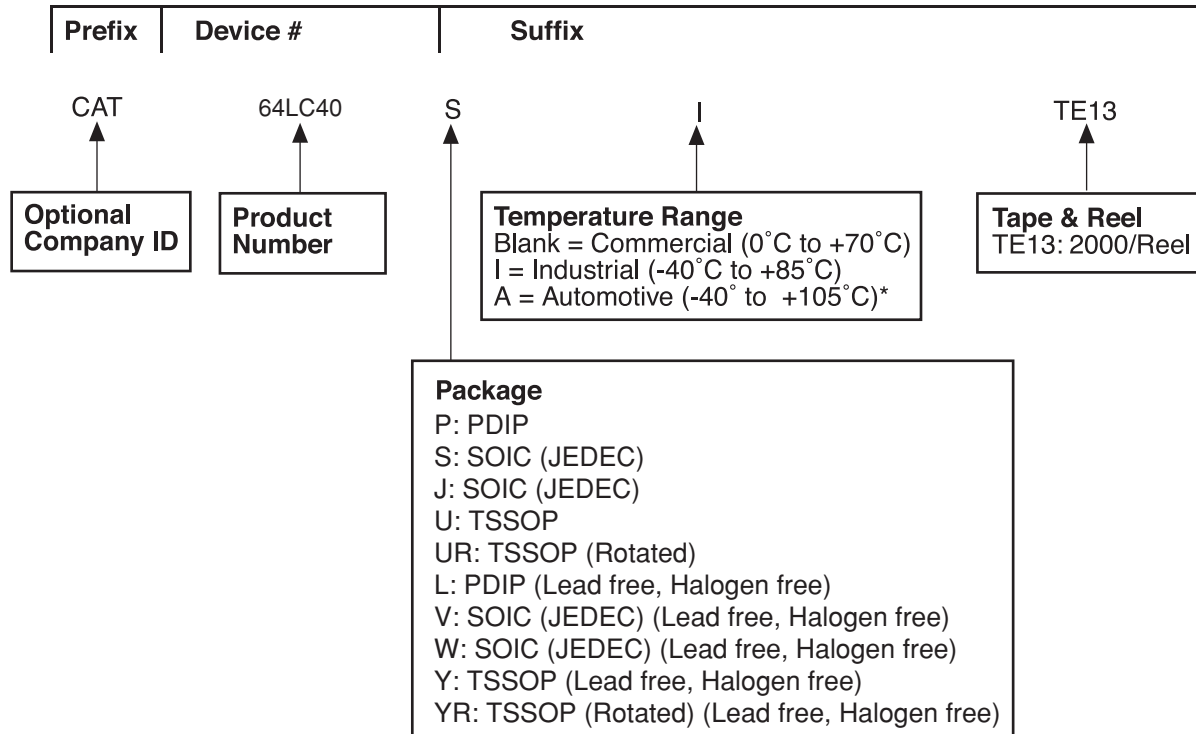 Prefix Device # Suffix
CAT 64LC40 S I TE13
Optional
Company ID
Product
Number
Temperature Range
Blank = Commercial (0˚C to +70˚C)
I = Industrial (-40˚C to +85˚C)
A = Automotive (-40˚ to +105˚C)*
Tape & Reel
TE13: 2000/Reel
Package
P: PDIP
S: SOIC (JEDEC)
J: SOIC (JEDEC)
U: TSSOP
UR: TSSOP (Rotated)
L: PDIP (Lead free, Halogen free)
V: SOIC (JEDEC) (Lead free, Halogen free)
W: SOIC (JEDEC) (Lead free, Halogen free)
Y: TSSOP (Lead free, Halogen free)
YR: TSSOP (Rotated) (Lead free, Halogen free)